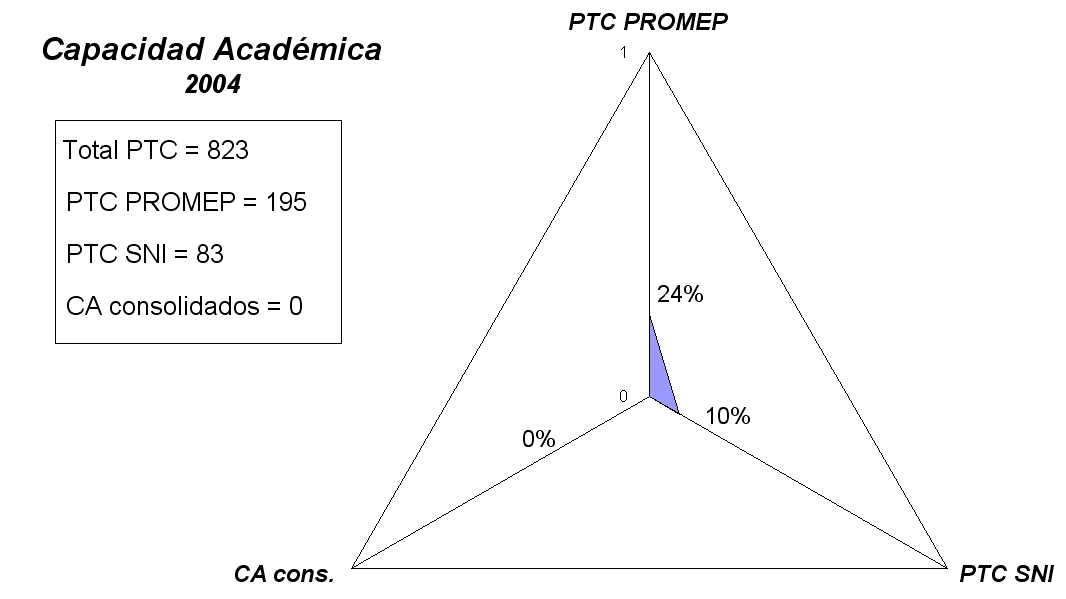 Capacidad Académica
2004
Total PTC = 823
PTC PROMEP = 195
PTC SNI = 83
CA consolidados = 0
PTC PROMEP
1
24%
0
10%
0%
CA cons.
PTC SNI